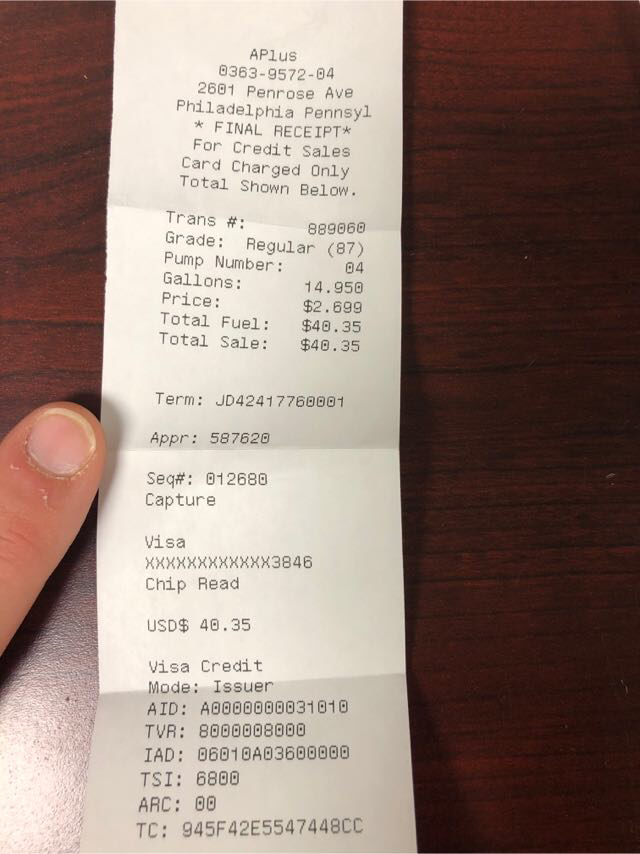 APlus
0363-9572-04
2601 Penrose Ave
Philadelphia Pennsyl
* FINAL RECEIPT*
For Credit Sales
Card Charged Only
Total Shown Below.
Trans #: 889060
Grade: Regular (87)
Pump Number: 04
Gallons: 14.950
Price: $2.699
Total Fuel: $40.35
Total Sale: $40.35
Term: JD42417760001
Appr: 587620
Seq#: 012680
Capture
Visa
XXXXXXXXXXXX3846
Chip Read
USD$ 40.35
Visa Credit
Mode: Issuer
AID: A0000000031010
TVR: 8000008000
IAD: 06010A03600000
TSI: 6800
ARC: 00
TC: 945F42E5547448CC